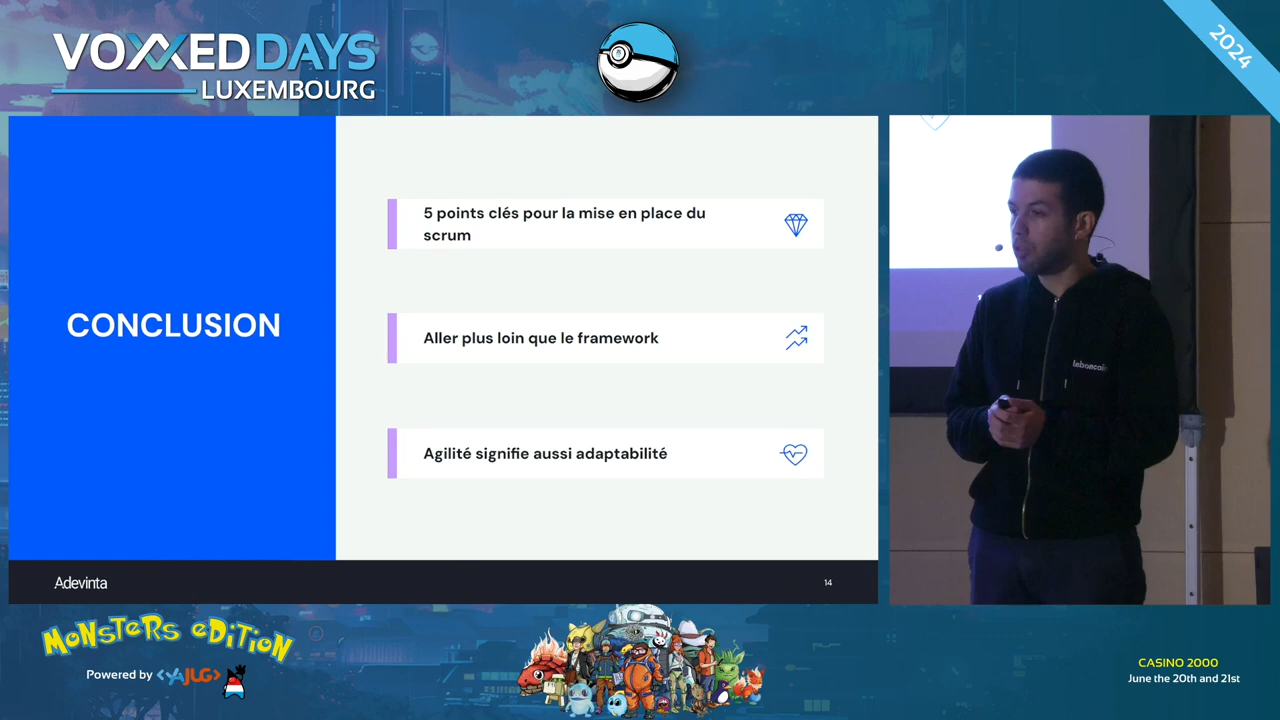 VOXXEDDAYS
LUXEMBOURG
2024
CONCLUSION
5 points clés pour la mise en place du
scrum
Aller plus loin que le framework
Agilité signifie aussi adaptabilité
Adevinta
14
leboncoin
MONSTERS EDITION
Powered by <YAJUG>
CASINO 2000
June the 20th and 21st